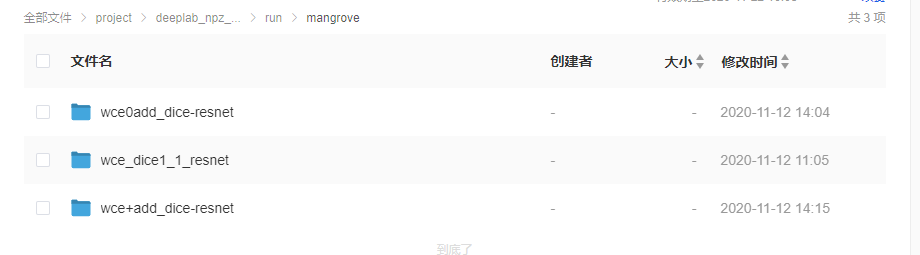 全部文件 > project > deeplab_npz_... > run > mangrove
共 3 项
文件名 创建者 大小 修改时间
wce0add_dice-resnet - - 2020-11-12 14:04
wce_dice1_1_resnet - - 2020-11-12 11:05
wce+add_dice-resnet - - 2020-11-12 14:15
到底了